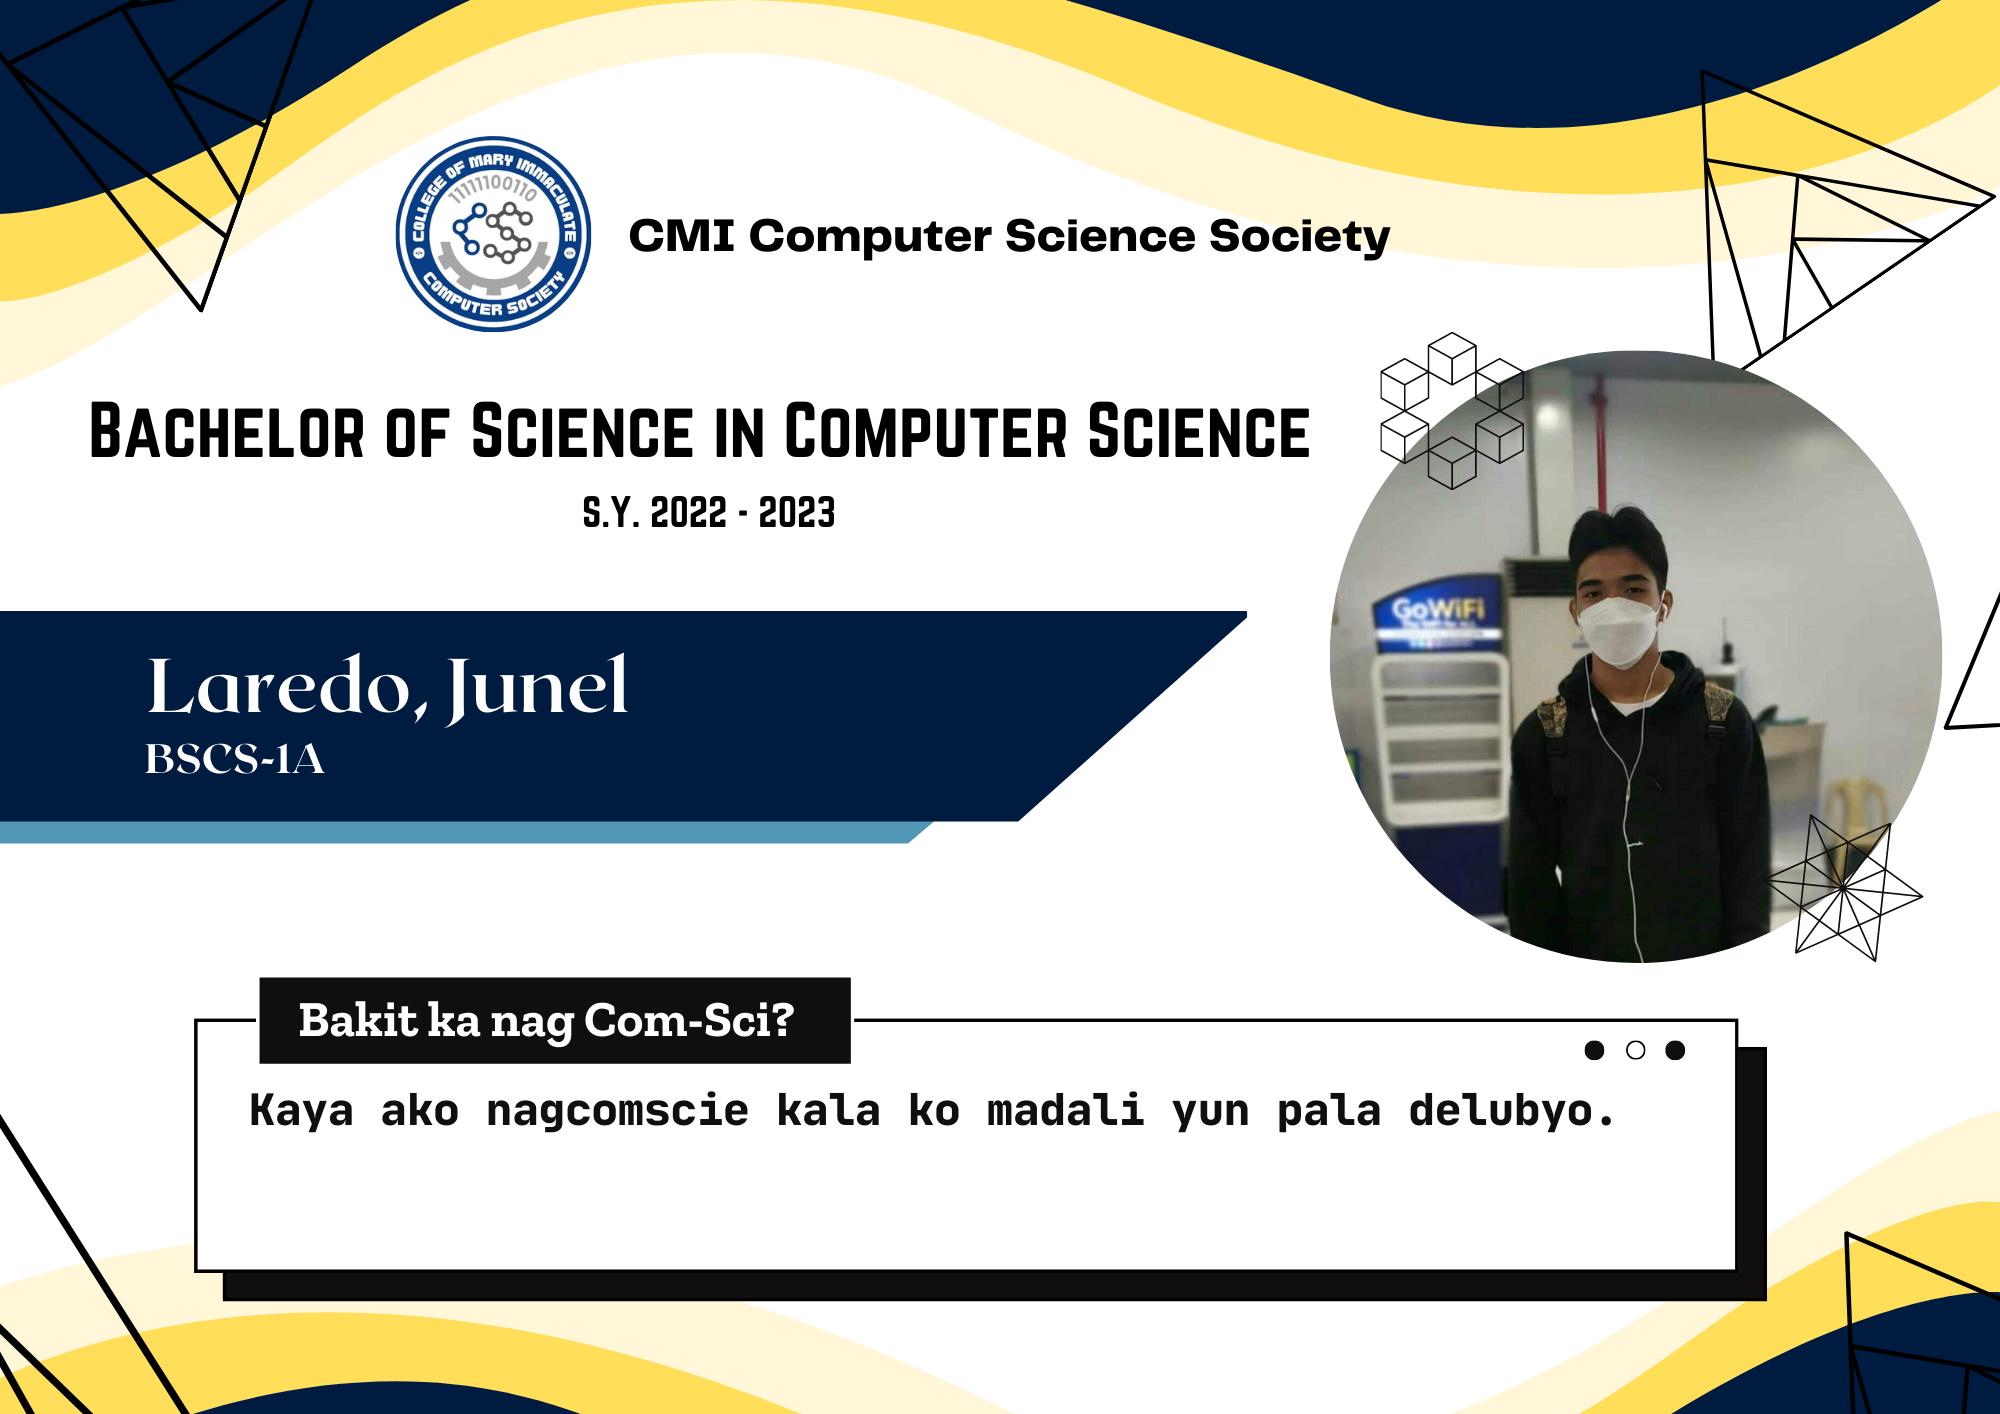 COLLEGE OF MARY IMMACULATE
11111100110
COMPUTER SOCIETY
CMI Computer Science Society
Bachelor of Science in Computer Science
S.Y. 2022 - 2023
GoWiFi
Laredo, Junel
BSCS-1A
Bakit ka nag Com-Sci?
Kaya ako nagcomscie kala ko madali yun pala delubyo.